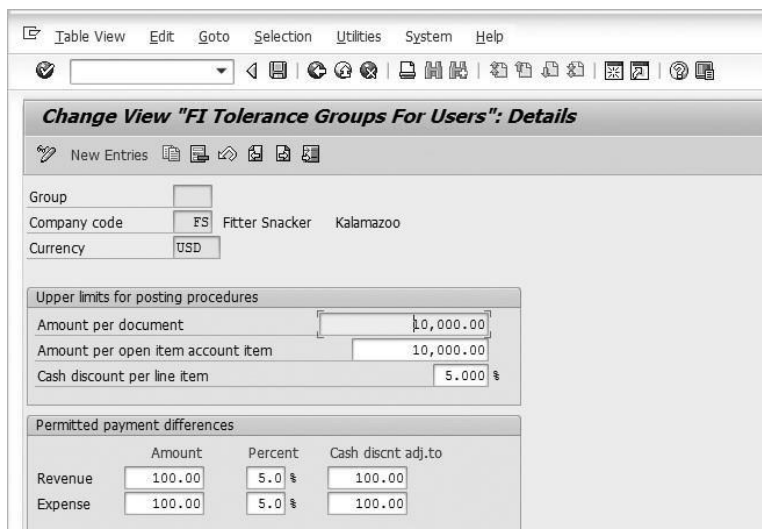 Table View Edit Goto Selection Utilities System Help
Change View "FI Tolerance Groups For Users": Details
New Entries
Group
Company code FS Fitter Snacker Kalamazoo
Currency USD
Upper limits for posting procedures
Amount per document 10,000.00
Amount per open item account item 10,000.00
Cash discount per line item 5.000 %
Permitted payment differences
Amount Percent Cash discnt adj.to
Revenue 100.00 5.0 % 100.00
Expense 100.00 5.0 % 100.00